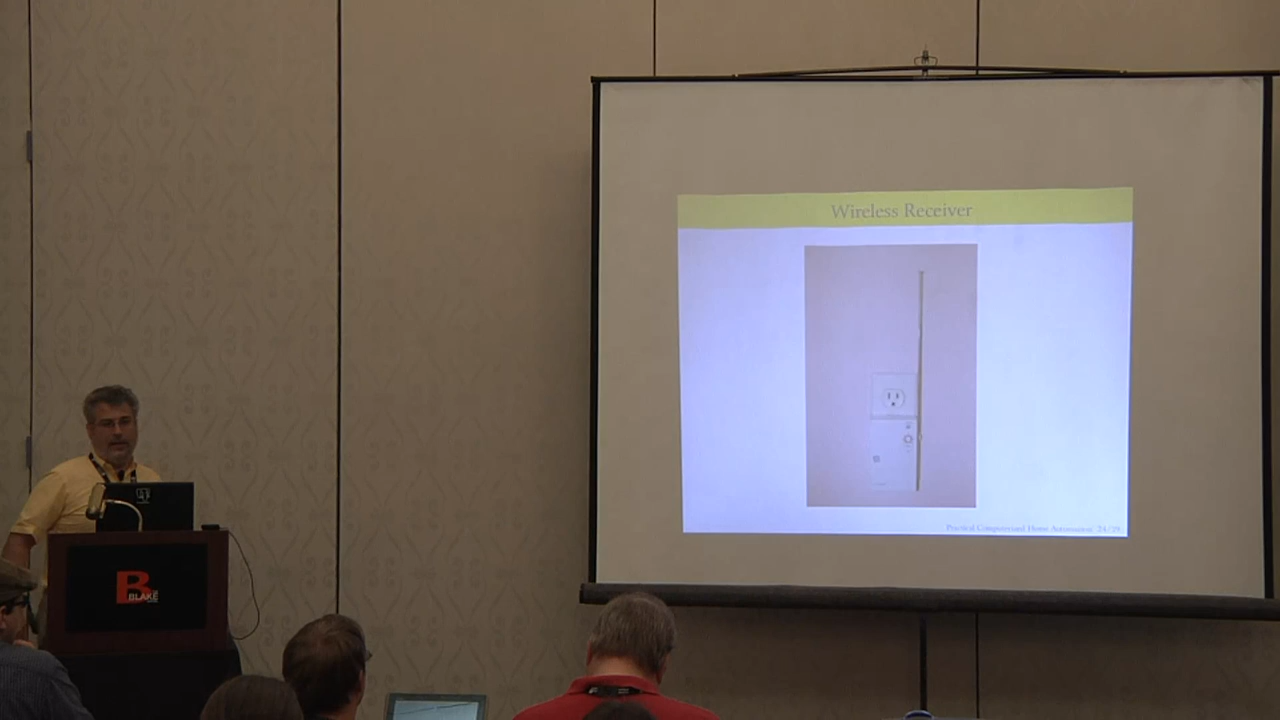 Wireless Receiver
Practical Computerized Home Automation 24/39
B
BLAKE